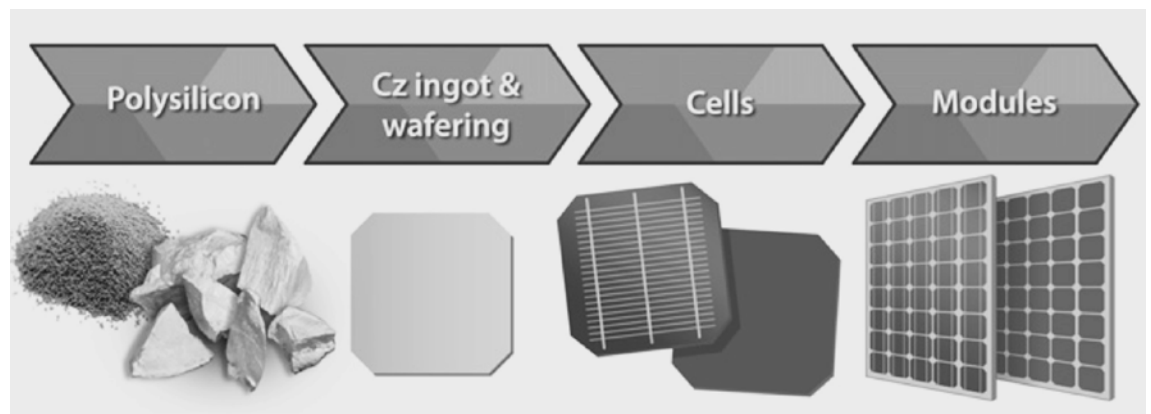 Polysilicon
Cz ingot &
wafering
Cells
Modules